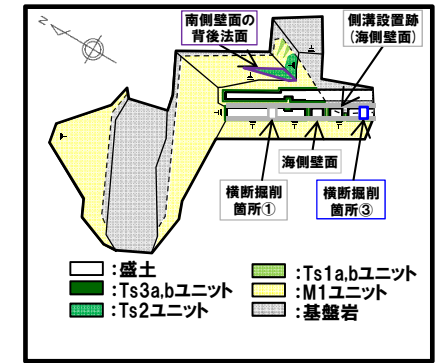 N
南側壁面の
背後法面
側溝設置跡
(海側壁面)
海側壁面
横断掘削
箇所①
横断掘削
箇所③
:盛土
:Ts3a,bユニット
:Ts2ユニット
:Ts1a,bユニット
:M1ユニット
:基盤岩